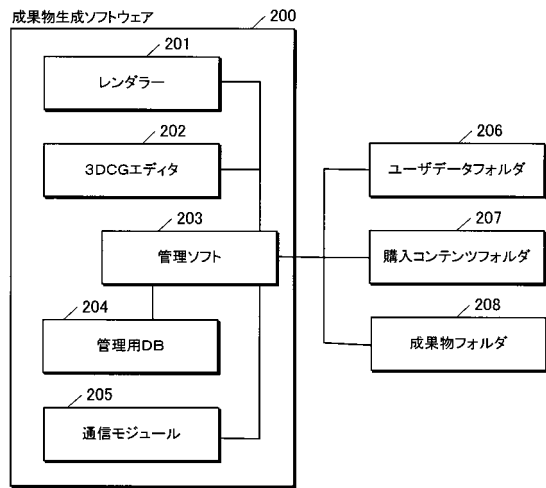 成果物生成ソフトウェア
200
201
レンダラー
202
3DCGエディタ
203
管理ソフト
204
管理用DB
205
通信モジュール
206
ユーザデータフォルダ
207
購入コンテンツフォルダ
208
成果物フォルダ